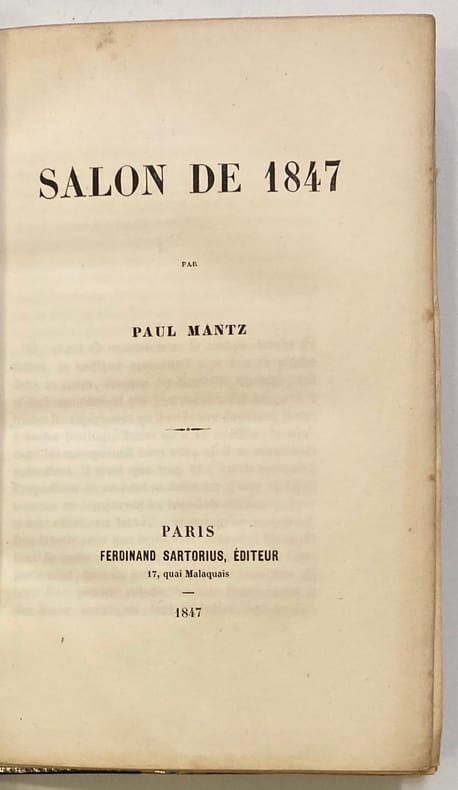 SALON DE 1847
PAR
PAUL MANTZ
PARIS
FERDINAND SARTORIUS, ÉDITEUR
17, quai Malaquais
1847